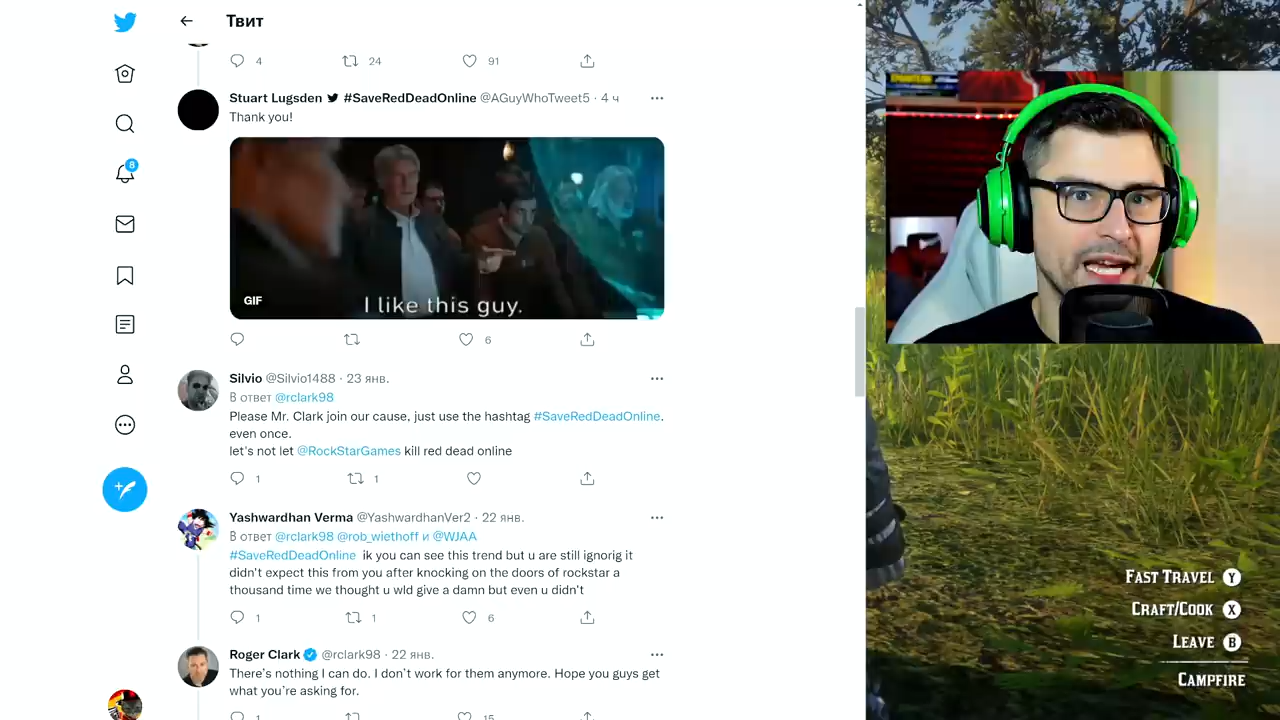 Твит
4 24 91
Stuart Lugsden #SaveRedDeadOnline @AGuyWhoTweet5 · 4 ч
Thank you!
GIF
I like this guy.
6
Silvio @Silvio1488 · 23 янв.
В ответ @rclark98
Please Mr. Clark join our cause, just use the hashtag #SaveRedDeadOnline.
even once.
let's not let @RockStarGames kill red dead online
1 1
Yashwardhan Verma @YashwardhanVer2 · 22 янв.
В ответ @rclark98 @rob_wiethoff и @WJAA
#SaveRedDeadOnline ik you can see this trend but u are still ignorig it
didn't expect this from you after knocking on the doors of rockstar a
thousand time we thought u wld give a damn but even u didn't
1 1 6
Roger Clark @rclark98 · 22 янв.
There's nothing I can do. I don't work for them anymore. Hope you guys get
what you're asking for.
1 15
8
FAST TRAVEL Y
CRAFT/COOK X
LEAVE B
CAMPFIRE